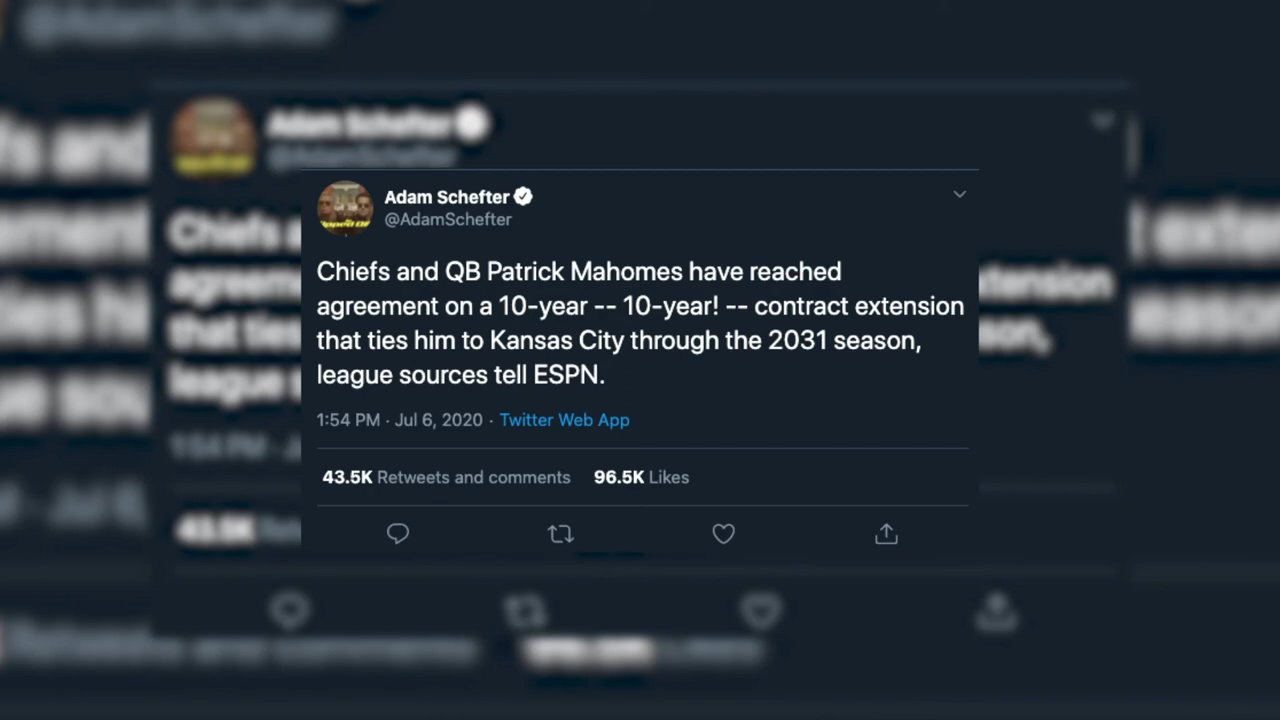 Adam Schefter
@AdamSchefter
Chiefs and QB Patrick Mahomes have reached
agreement on a 10-year -- 10-year! -- contract extension
that ties him to Kansas City through the 2031 season,
league sources tell ESPN.
1:54 PM · Jul 6, 2020 · Twitter Web App
43.5K Retweets and comments 96.5K Likes